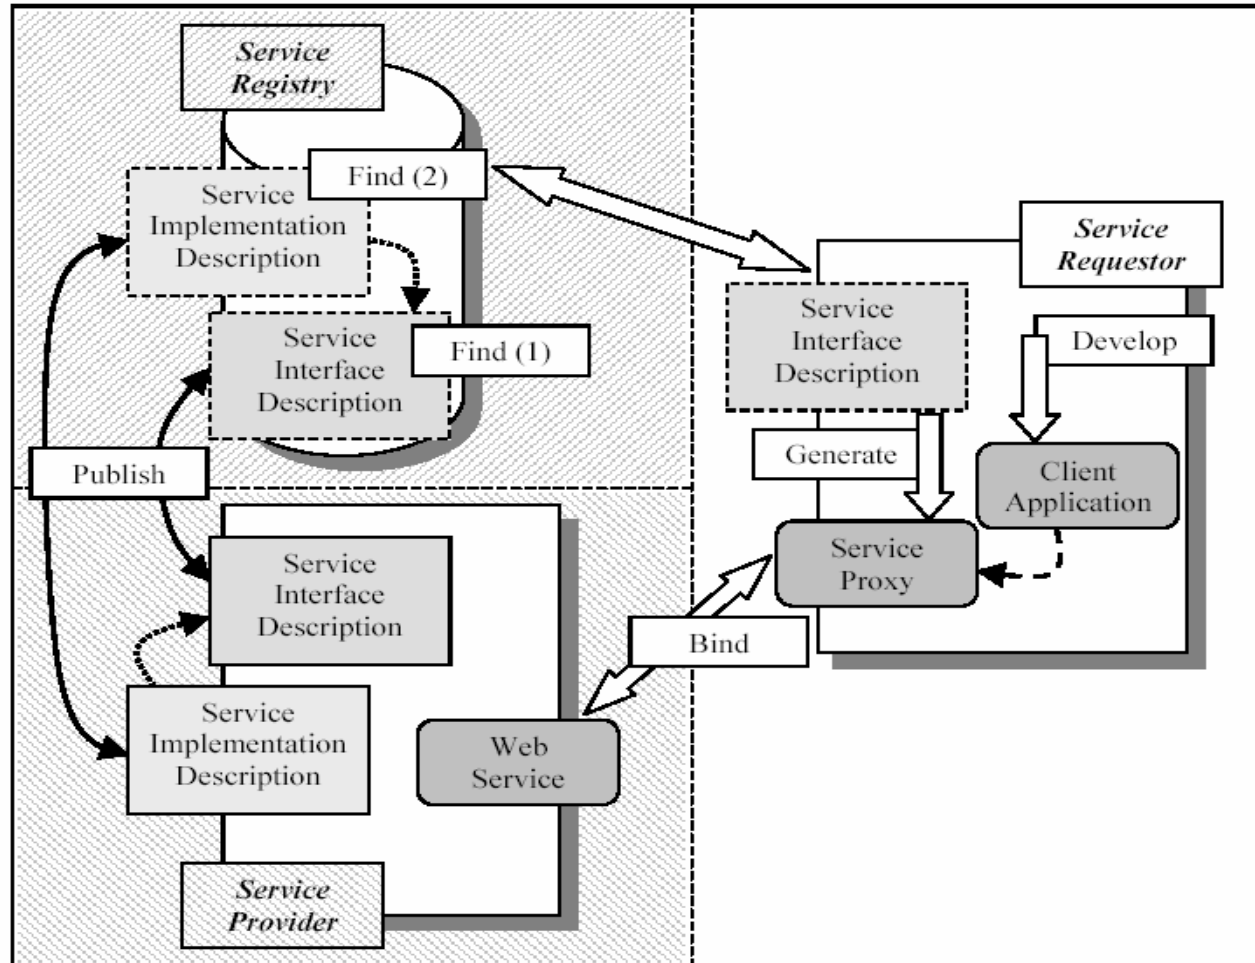 Service
Registry
Find (2)
Service
Implementation
Description
Service
Interface
Description
Find (1)
Publish
Service
Interface
Description
Service
Implementation
Description
Web
Service
Service
Provider
Bind
Service
Requestor
Service
Interface
Description
Develop
Generate
Client
Application
Service
Proxy